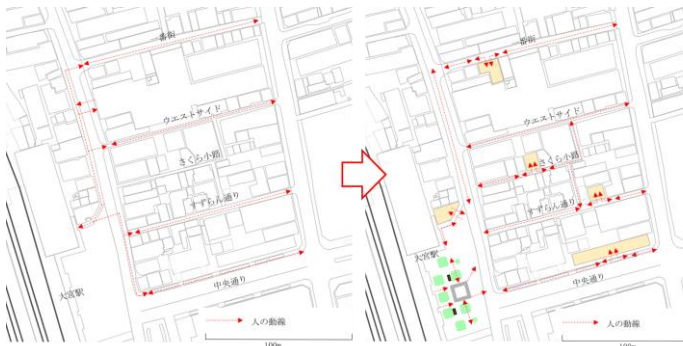 一番街
ウエストサイド
さくら小路
すずらん通り
大宮駅
中央通り
人の動線
100m
一番街
ウエストサイド
さくら小路
すずらん通り
大宮駅
中央通り
人の動線
100m